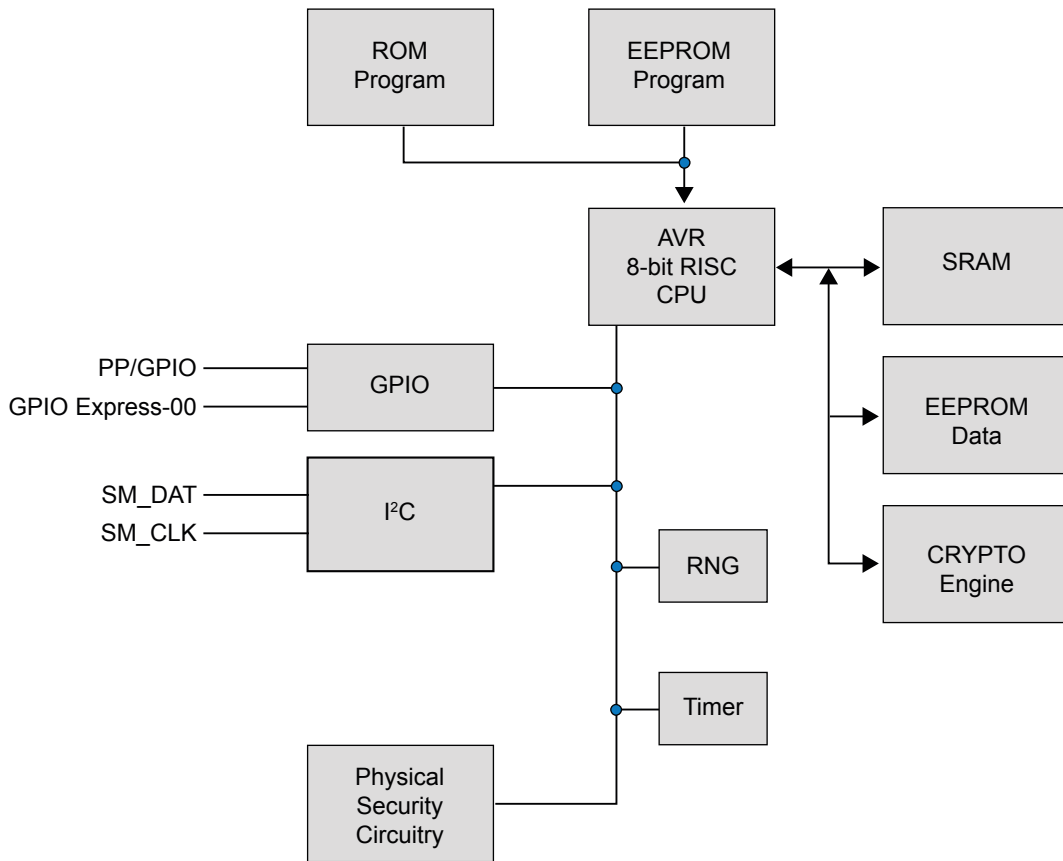 ROM
Program
EEPROM
Program
AVR
8-bit RISC
CPU
SRAM
PP/GPIO
GPIO Express-00
GPIO
EEPROM
Data
SM_DAT
SM_CLK
I²C
RNG
CRYPTO
Engine
Timer
Physical
Security
Circuitry